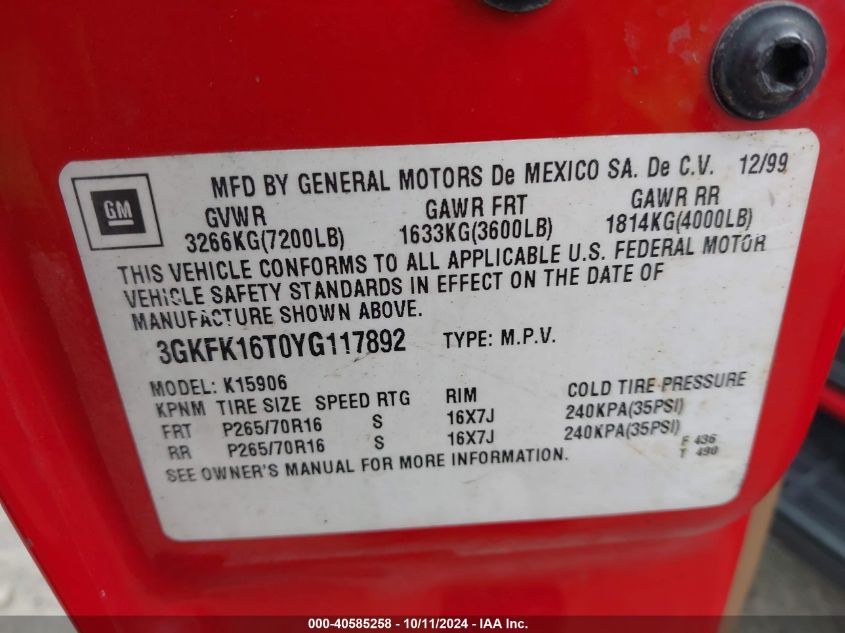 MFD BY GENERAL MOTORS De MEXICO SA. De C.V. 12/99
GM
GVWR GAWR FRT GAWR RR
3266KG(7200LB) 1633KG(3600LB) 1814KG(4000LB)
THIS VEHICLE CONFORMS TO ALL APPLICABLE U.S. FEDERAL MOTOR
VEHICLE SAFETY STANDARDS IN EFFECT ON THE DATE OF
MANUFACTURE SHOWN ABOVE.
3GKFK16T0YG117892 TYPE: M.P.V.
MODEL: K15906
KPNM TIRE SIZE SPEED RTG RIM COLD TIRE PRESSURE
FRT P265/70R16 S 16X7J 240KPA(35PSI)
RR P265/70R16 S 16X7J 240KPA(35PSI)
SEE OWNER'S MANUAL FOR MORE INFORMATION.
F 436
T 490
000-40585258 - 10/11/2024 - IAA Inc.